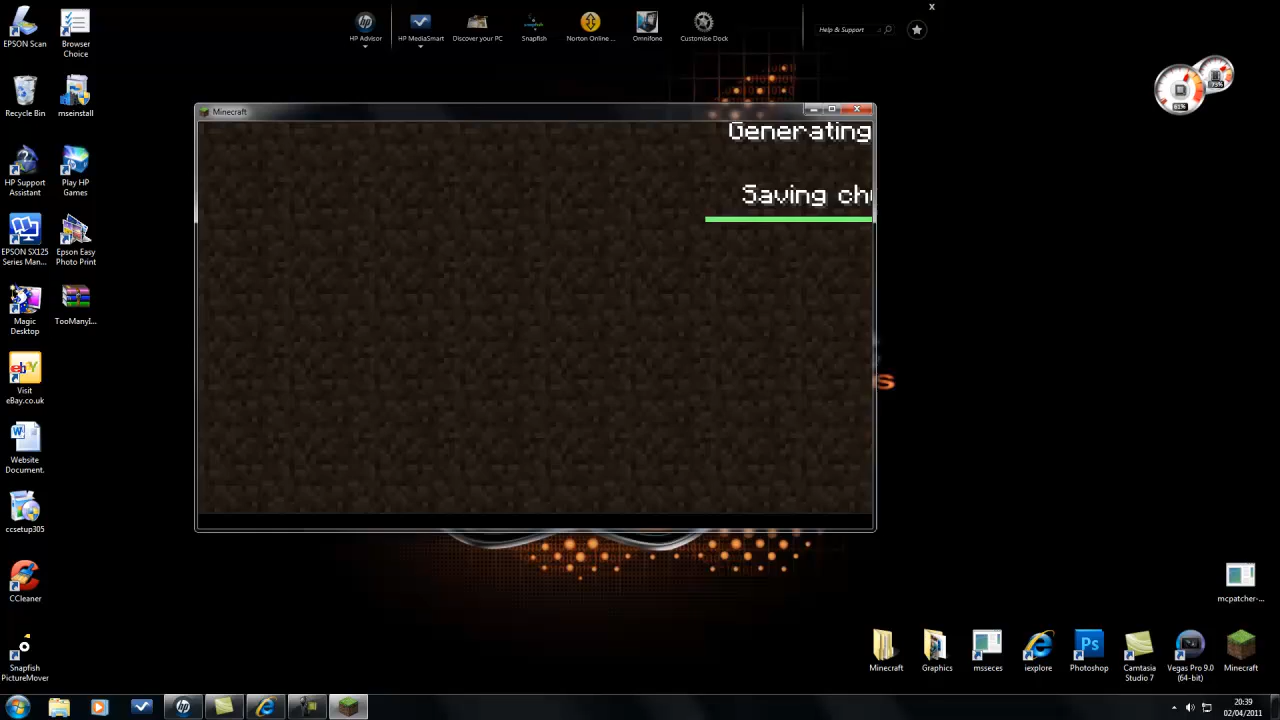 x
HP Advisor
HP MediaSmart
Discover your PC
Snapfish
Norton Online ...
Omnifone
Customise Dock
Help & Support
EPSON Scan
Browser
Choice
Recycle Bin
mseinstall
HP Support
Assistant
Play HP
Games
EPSON SX125
Series Man...
Epson Easy
Photo Print
Magic
Desktop
TooManyI...
Visit
eBay.co.uk
Website
Document.
ccsetup305
CCleaner
Snapfish
PictureMover
Minecraft
Generating
Saving chu
61%
s
mcpatcher-...
Minecraft
Graphics
msseces
iexplore
Photoshop
Camtasia
Studio 7
Vegas Pro 9.0
(64-bit)
Minecraft
20:39
02/04/2011